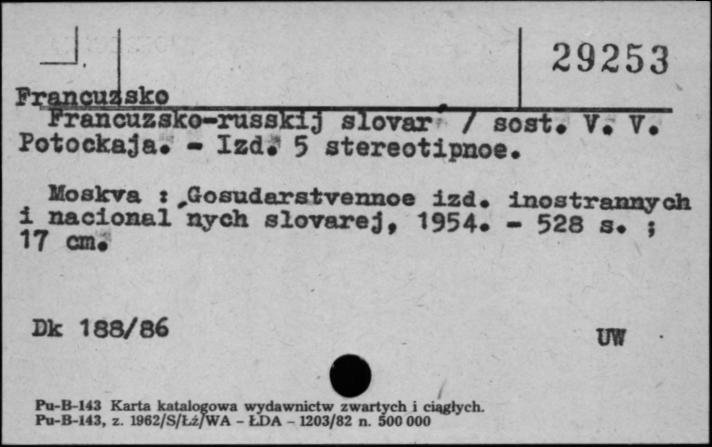 29253
Francuzsko
Francuzsko-russkij slovar' / sost. V. V.
Potockaja. - Izd. 5 stereotipnoe.
Moskva : Gosudarstvennoe izd. inostrannych
i nacional'nych slovarej, 1954. - 528 s. ;
17 cm.
Dk 188/86
UW
Pu-B-143 Karta katalogowa wydawnictw zwartych i ciągłych.
Pu-B-143, z. 1962/S/Łź/WA - ŁDA - 1203/82 n. 500 000